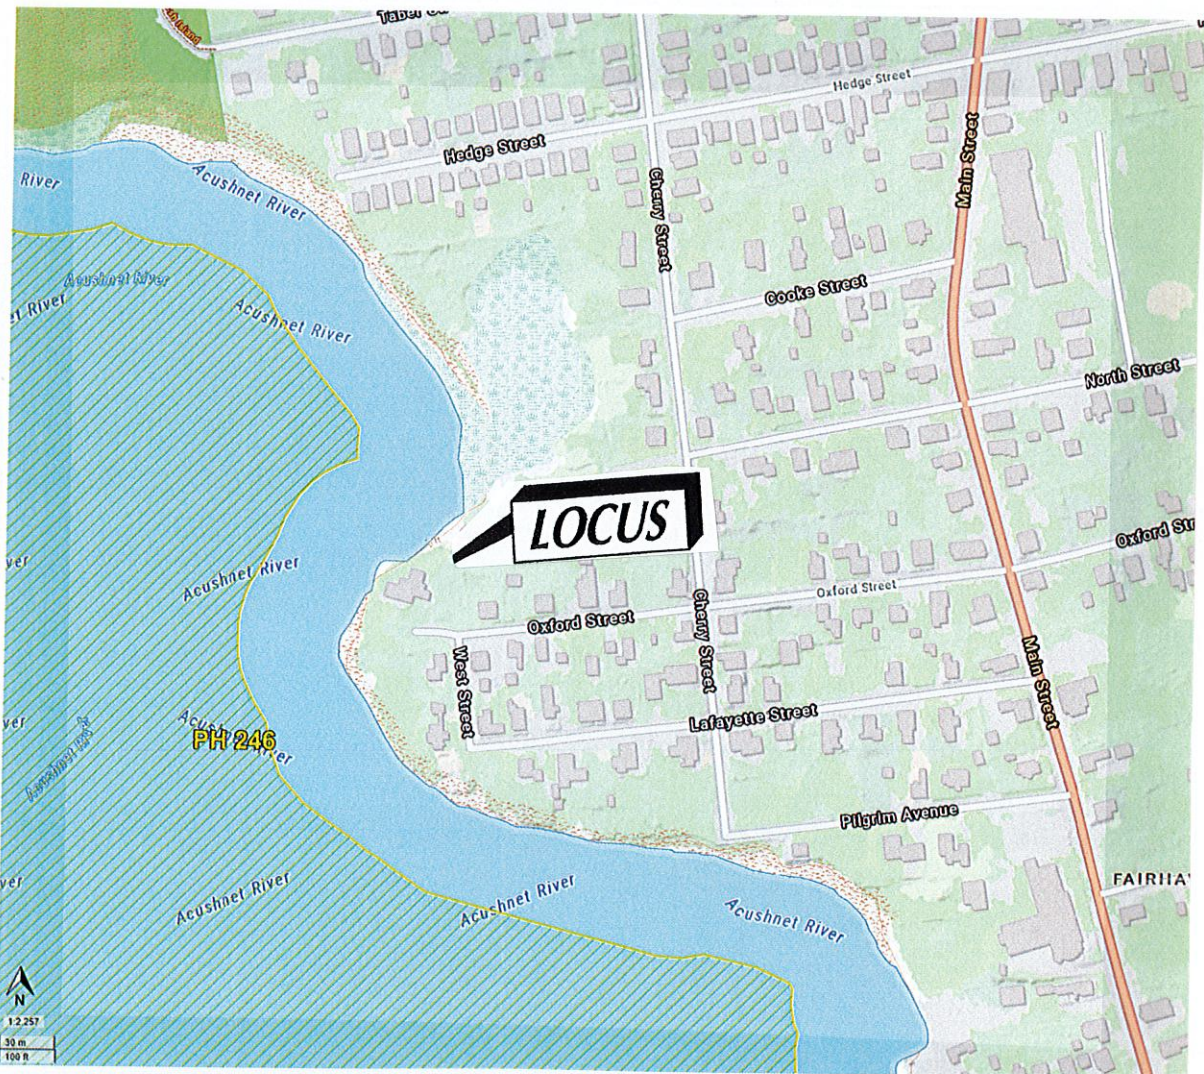 Hedge Street
Hedge Street
Main Street
River
Acushnet River
Cherry Street
Acushnet River
River
Acushnet River
Cooke Street
North Street
LOCUS
Oxford
Acushnet River
Oxford Street
Oxford Street
Cherry Street
West Street
Main Street
Lafayette Street
Acushnet River
PH 246
Pilgrim Avenue
Acushnet River
Acushnet River
Acushnet River
N
1:2,257
30 m
100 ft